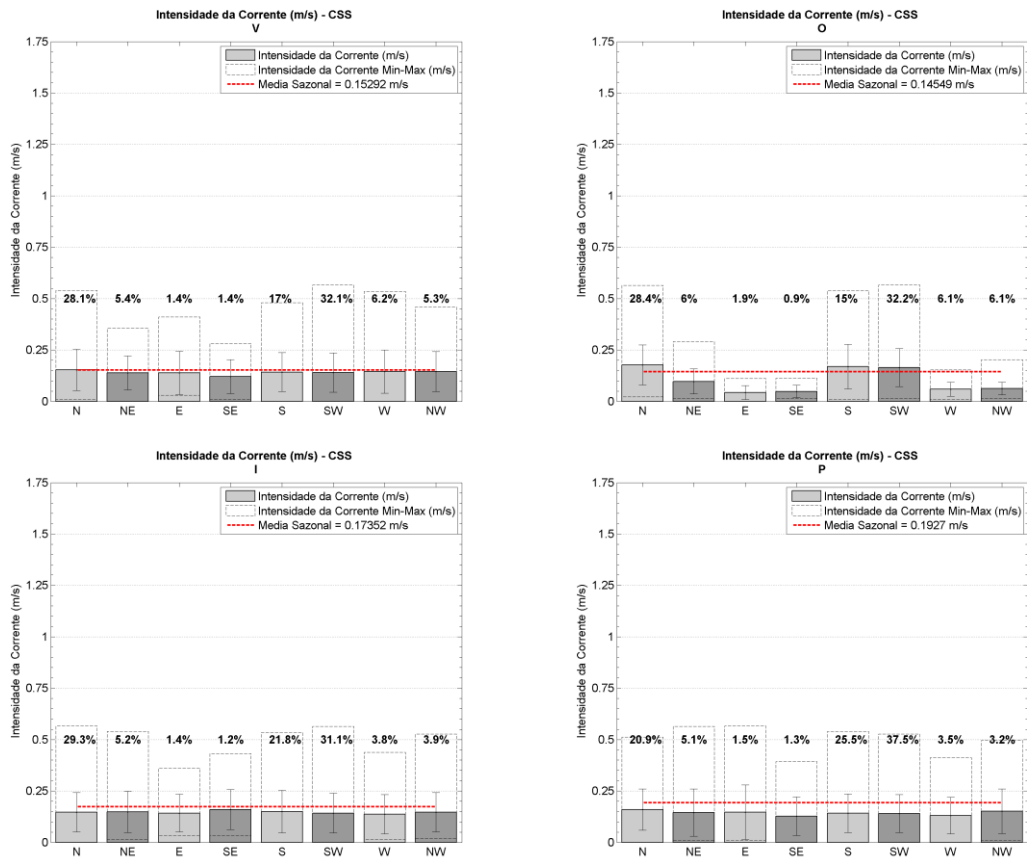 Intensidade da Corrente (m/s) - CSS
V
1.75
1.5
1.25
1
0.75
0.5
0.25
0
Intensidade da Corrente (m/s)
Intensidade da Corrente (m/s)
Intensidade da Corrente Min-Max (m/s)
Media Sazonal = 0.15292 m/s
28.1% 5.4% 1.4% 1.4% 17% 32.1% 6.2% 5.3%
N NE E SE S SW W NW
Intensidade da Corrente (m/s) - CSS
O
1.75
1.5
1.25
1
0.75
0.5
0.25
0
Intensidade da Corrente (m/s)
Intensidade da Corrente (m/s)
Intensidade da Corrente Min-Max (m/s)
Media Sazonal = 0.14549 m/s
28.4% 6% 1.9% 0.9% 15% 32.2% 6.1% 6.1%
N NE E SE S SW W NW
Intensidade da Corrente (m/s) - CSS
I
1.75
1.5
1.25
1
0.75
0.5
0.25
0
Intensidade da Corrente (m/s)
Intensidade da Corrente (m/s)
Intensidade da Corrente Min-Max (m/s)
Media Sazonal = 0.17352 m/s
29.3% 5.2% 1.4% 1.2% 21.8% 31.1% 3.8% 3.9%
N NE E SE S SW W NW
Intensidade da Corrente (m/s) - CSS
P
1.75
1.5
1.25
1
0.75
0.5
0.25
0
Intensidade da Corrente (m/s)
Intensidade da Corrente (m/s)
Intensidade da Corrente Min-Max (m/s)
Media Sazonal = 0.1927 m/s
20.9% 5.1% 1.5% 1.3% 25.5% 37.5% 3.5% 3.2%
N NE E SE S SW W NW